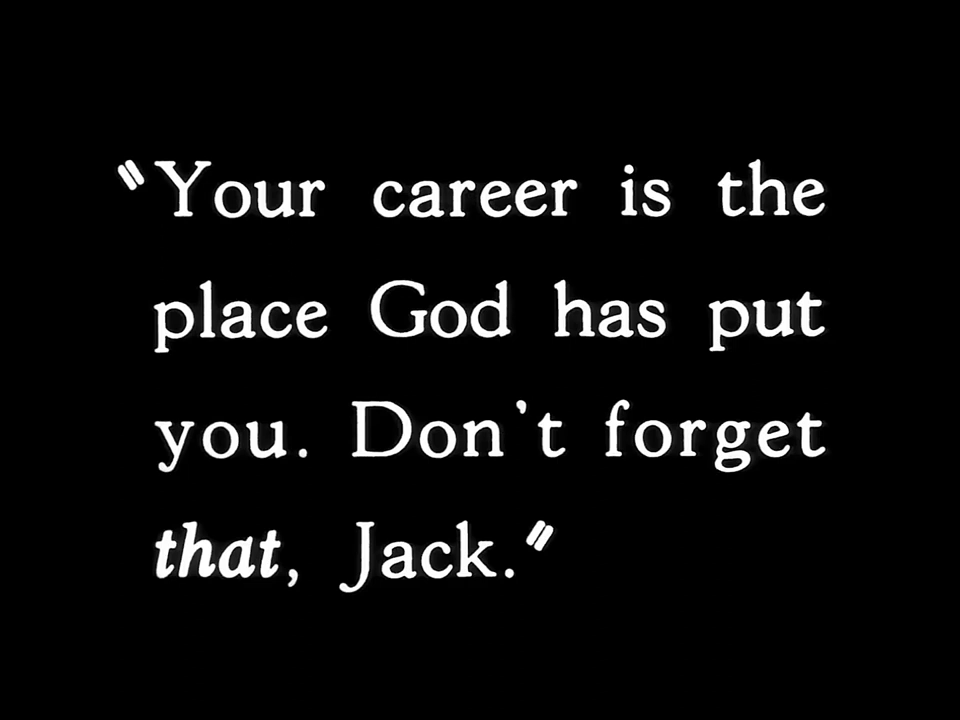 "Your career is the
place God has put
you. Don't forget
that, Jack."